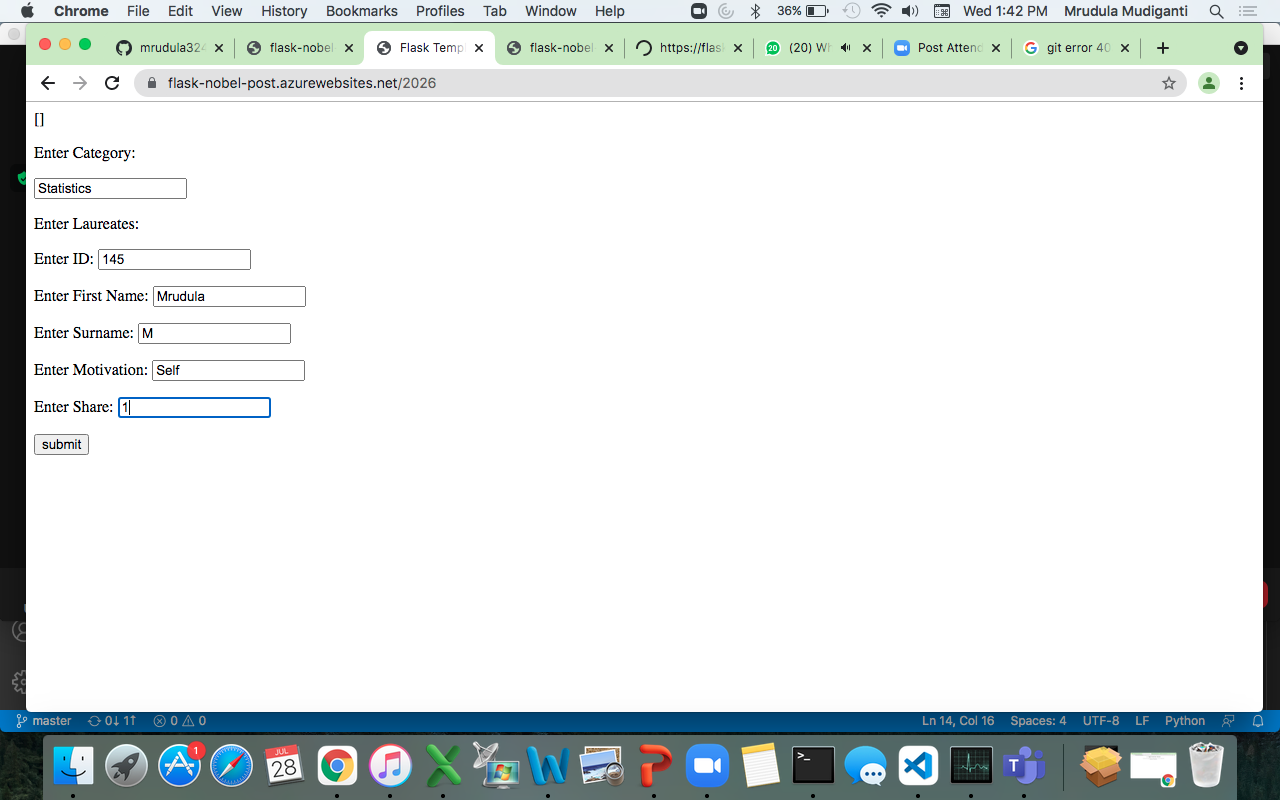 Chrome File Edit View History Bookmarks Profiles Tab Window Help 36% Wed 1:42 PM Mrudula Mudiganti
mrudula324 flask-nobel Flask Temp flask-nobel- https://flas 20 (20) Wh Post Attend git error 40
flask-nobel-post.azurewebsites.net/2026
[]
Enter Category:
Statistics
Enter Laureates:
Enter ID: 145
Enter First Name: Mrudula
Enter Surname: M
Enter Motivation: Self
Enter Share: 1
submit
master 0↓ 1↑ 0 0 Ln 14, Col 16 Spaces: 4 UTF-8 LF Python
1 JUL 28 >_ T